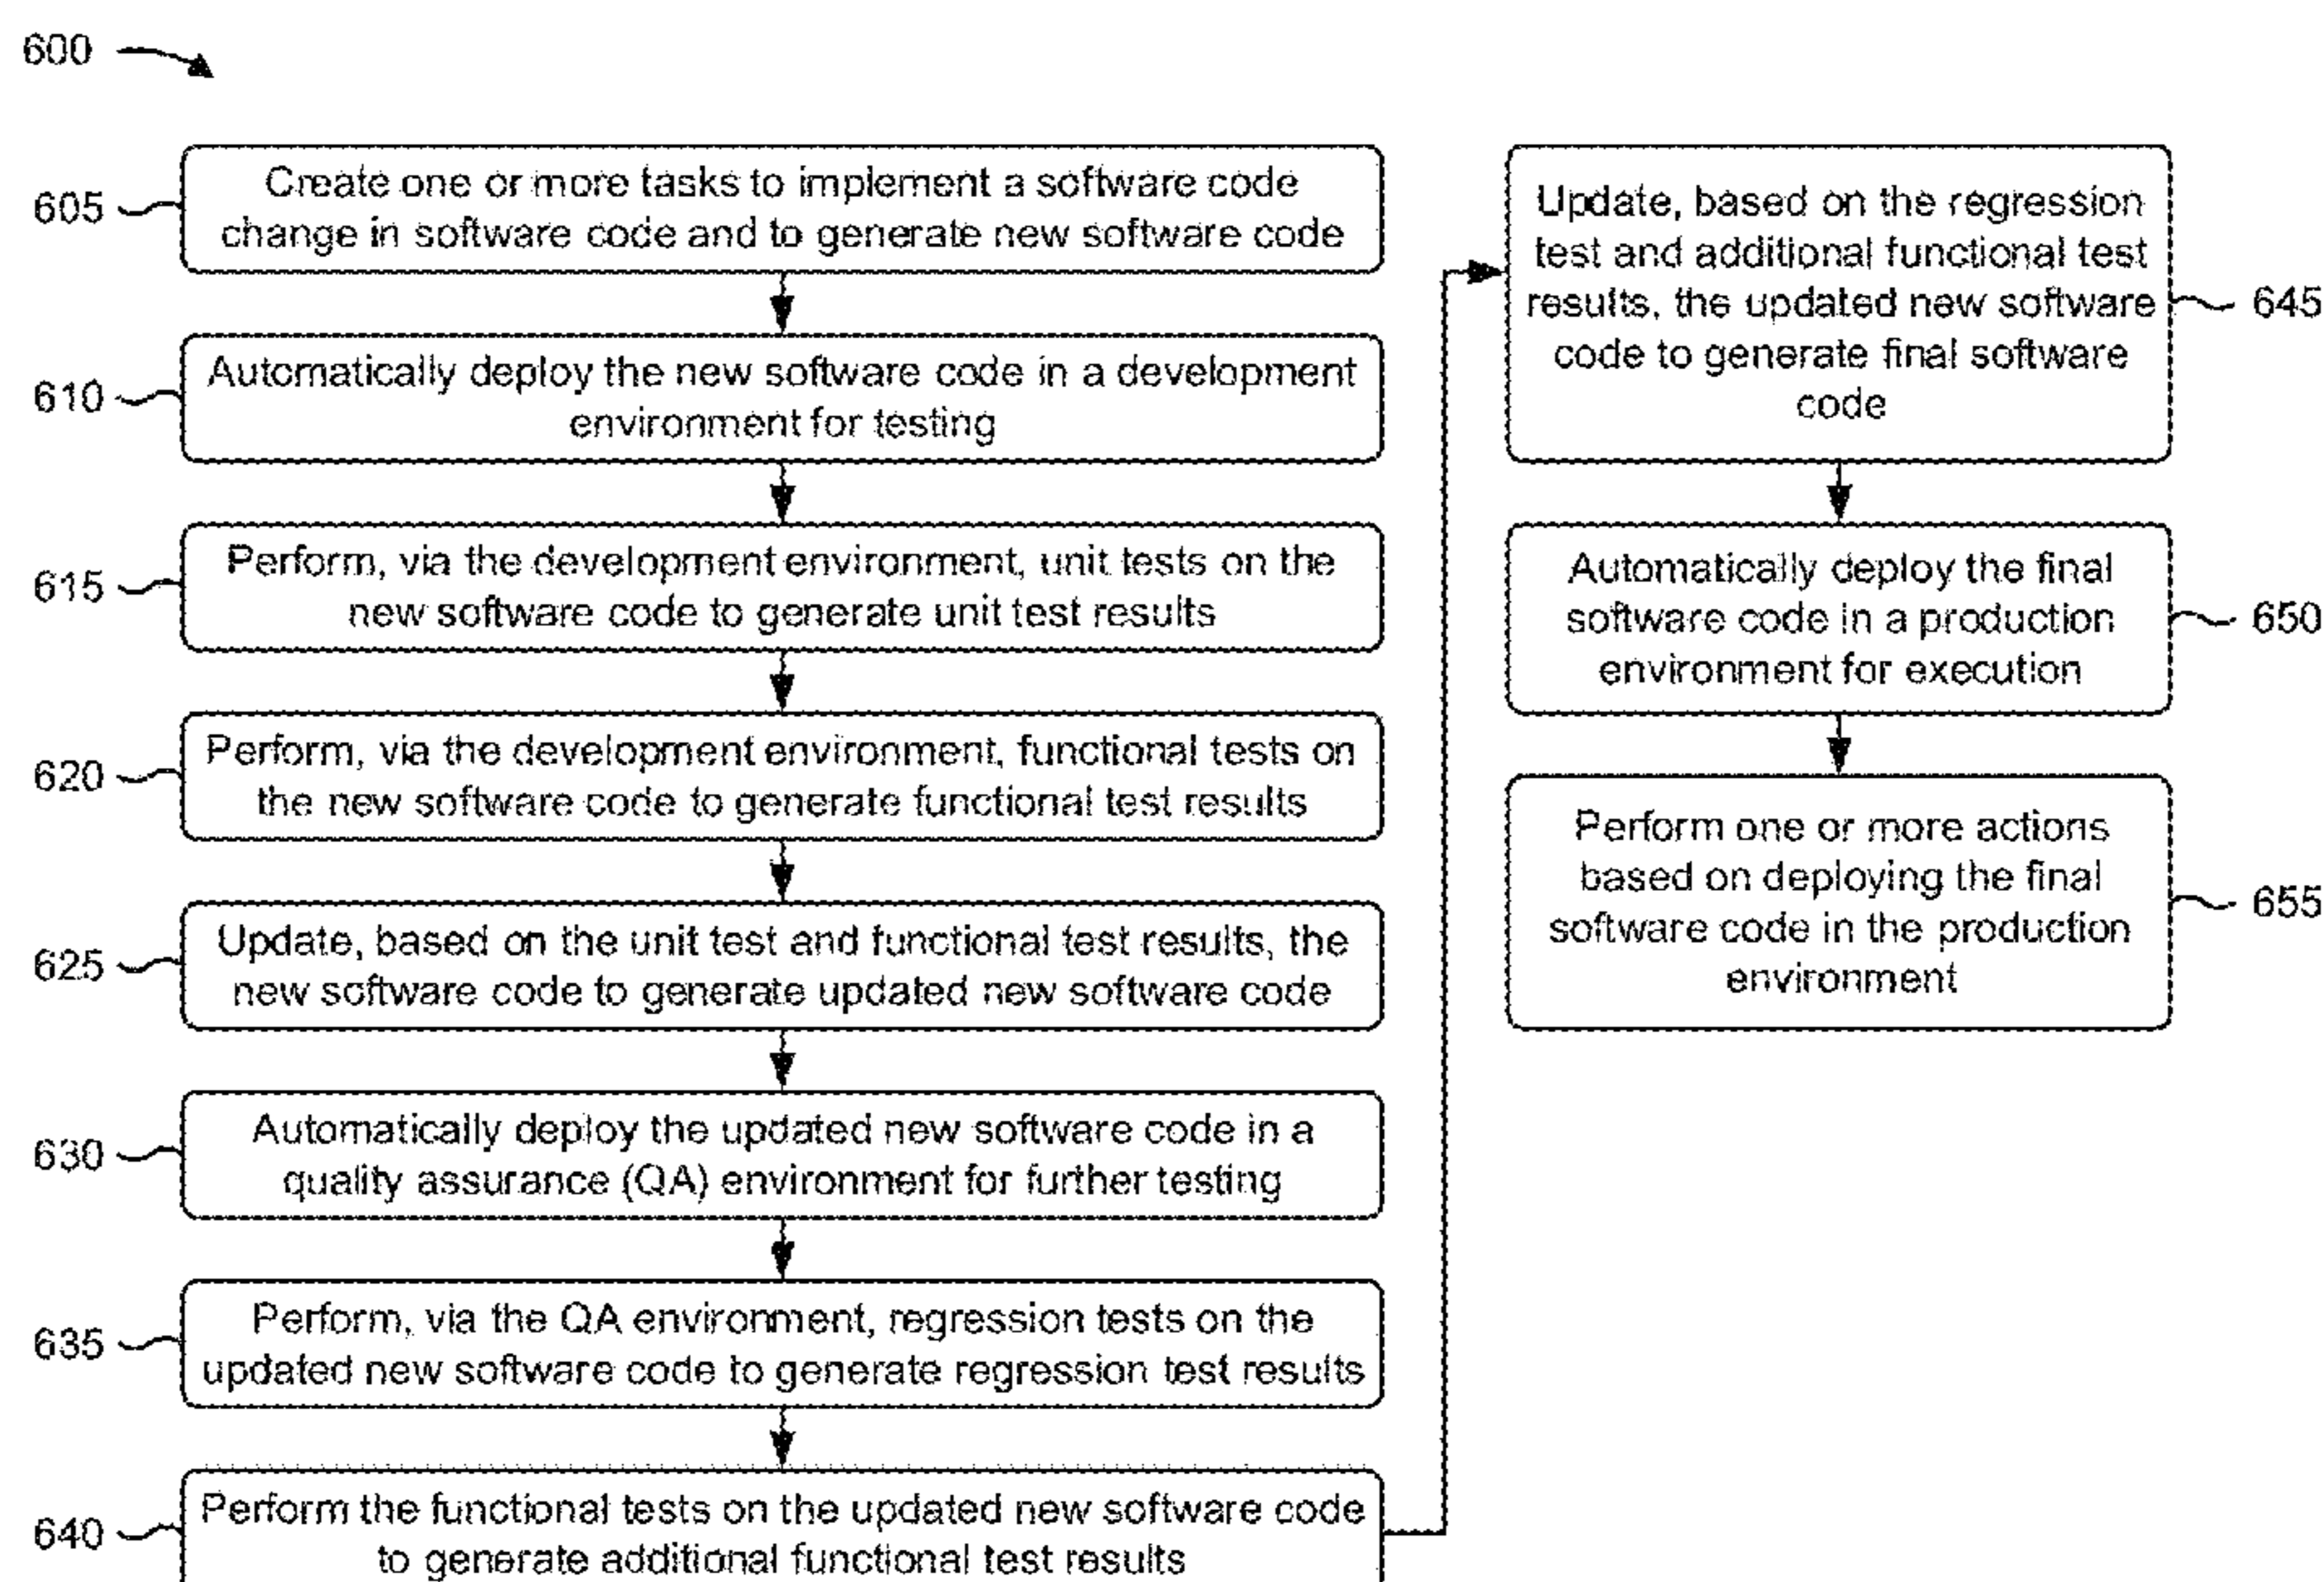 600
605
Create one or more tasks to implement a software code
change in software code and to generate new software code
610
Automatically deploy the new software code in a development
environment for testing
615
Perform, via the development environment, unit tests on the
new software code to generate unit test results
620
Perform, via the development environment, functional tests on
the new software code to generate functional test results
625
Update, based on the unit test and functional test results, the
new software code to generate updated new software code
630
Automatically deploy the updated new software code in a
quality assurance (QA) environment for further testing
635
Perform, via the QA environment, regression tests on the
updated new software code to generate regression test results
640
Perform the functional tests on the updated new software code
to generate additional functional test results
Update, based on the regression
test and additional functional test
results, the updated new software
code to generate final software
code
645
Automatically deploy the final
software code in a production
environment for execution
650
Perform one or more actions
based on deploying the final
software code in the production
environment
655